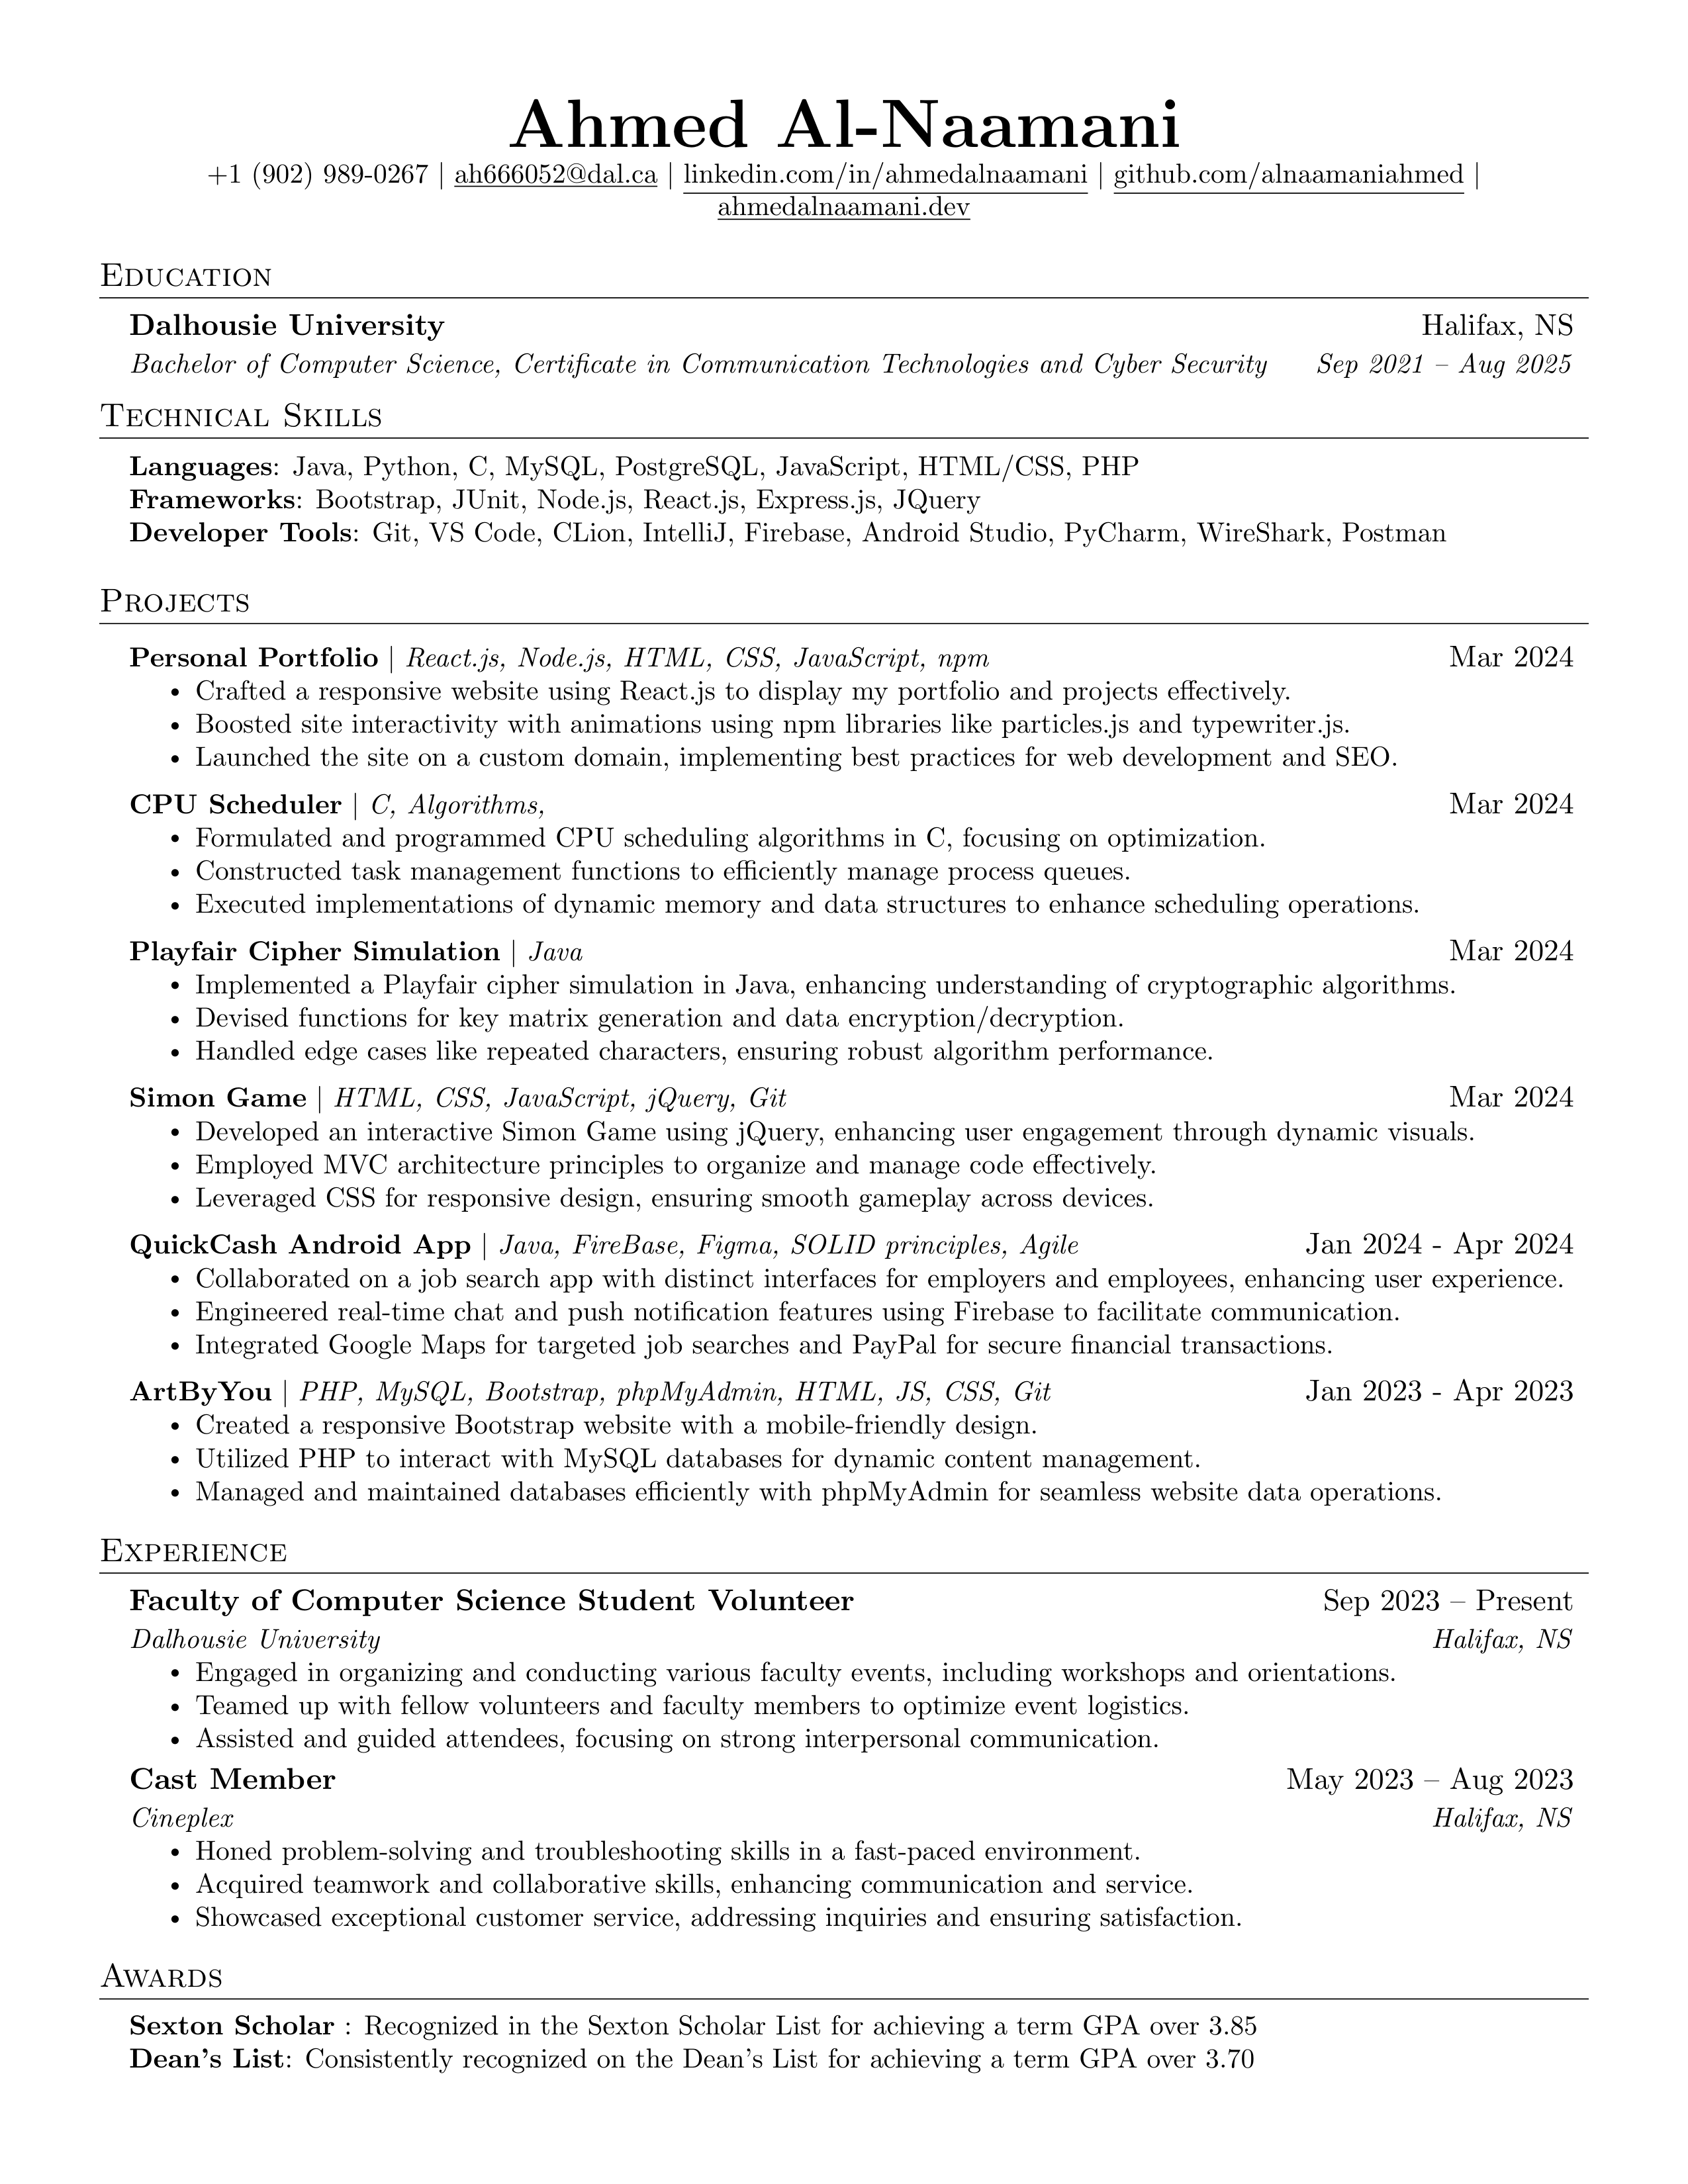 Ahmed Al-Naamani
+1 (902) 989-0267 | ah666052@dal.ca | linkedin.com/in/ahmedalnaamani | github.com/alnaamaniahmed |
ahmedalnaamani.dev
Education
Dalhousie University Halifax, NS
Bachelor of Computer Science, Certificate in Communication Technologies and Cyber Security Sep 2021 – Aug 2025
Technical Skills
Languages: Java, Python, C, MySQL, PostgreSQL, JavaScript, HTML/CSS, PHP
Frameworks: Bootstrap, JUnit, Node.js, React.js, Express.js, JQuery
Developer Tools: Git, VS Code, CLion, IntelliJ, Firebase, Android Studio, PyCharm, WireShark, Postman
Projects
Personal Portfolio | React.js, Node.js, HTML, CSS, JavaScript, npm Mar 2024
• Crafted a responsive website using React.js to display my portfolio and projects effectively.
• Boosted site interactivity with animations using npm libraries like particles.js and typewriter.js.
• Launched the site on a custom domain, implementing best practices for web development and SEO.
CPU Scheduler | C, Algorithms, Mar 2024
• Formulated and programmed CPU scheduling algorithms in C, focusing on optimization.
• Constructed task management functions to efficiently manage process queues.
• Executed implementations of dynamic memory and data structures to enhance scheduling operations.
Playfair Cipher Simulation | Java Mar 2024
• Implemented a Playfair cipher simulation in Java, enhancing understanding of cryptographic algorithms.
• Devised functions for key matrix generation and data encryption/decryption.
• Handled edge cases like repeated characters, ensuring robust algorithm performance.
Simon Game | HTML, CSS, JavaScript, jQuery, Git Mar 2024
• Developed an interactive Simon Game using jQuery, enhancing user engagement through dynamic visuals.
• Employed MVC architecture principles to organize and manage code effectively.
• Leveraged CSS for responsive design, ensuring smooth gameplay across devices.
QuickCash Android App | Java, FireBase, Figma, SOLID principles, Agile Jan 2024 - Apr 2024
• Collaborated on a job search app with distinct interfaces for employers and employees, enhancing user experience.
• Engineered real-time chat and push notification features using Firebase to facilitate communication.
• Integrated Google Maps for targeted job searches and PayPal for secure financial transactions.
ArtByYou | PHP, MySQL, Bootstrap, phpMyAdmin, HTML, JS, CSS, Git Jan 2023 - Apr 2023
• Created a responsive Bootstrap website with a mobile-friendly design.
• Utilized PHP to interact with MySQL databases for dynamic content management.
• Managed and maintained databases efficiently with phpMyAdmin for seamless website data operations.
Experience
Faculty of Computer Science Student Volunteer Sep 2023 – Present
Dalhousie University Halifax, NS
• Engaged in organizing and conducting various faculty events, including workshops and orientations.
• Teamed up with fellow volunteers and faculty members to optimize event logistics.
• Assisted and guided attendees, focusing on strong interpersonal communication.
Cast Member May 2023 – Aug 2023
Cineplex Halifax, NS
• Honed problem-solving and troubleshooting skills in a fast-paced environment.
• Acquired teamwork and collaborative skills, enhancing communication and service.
• Showcased exceptional customer service, addressing inquiries and ensuring satisfaction.
Awards
Sexton Scholar : Recognized in the Sexton Scholar List for achieving a term GPA over 3.85
Dean's List: Consistently recognized on the Dean's List for achieving a term GPA over 3.70